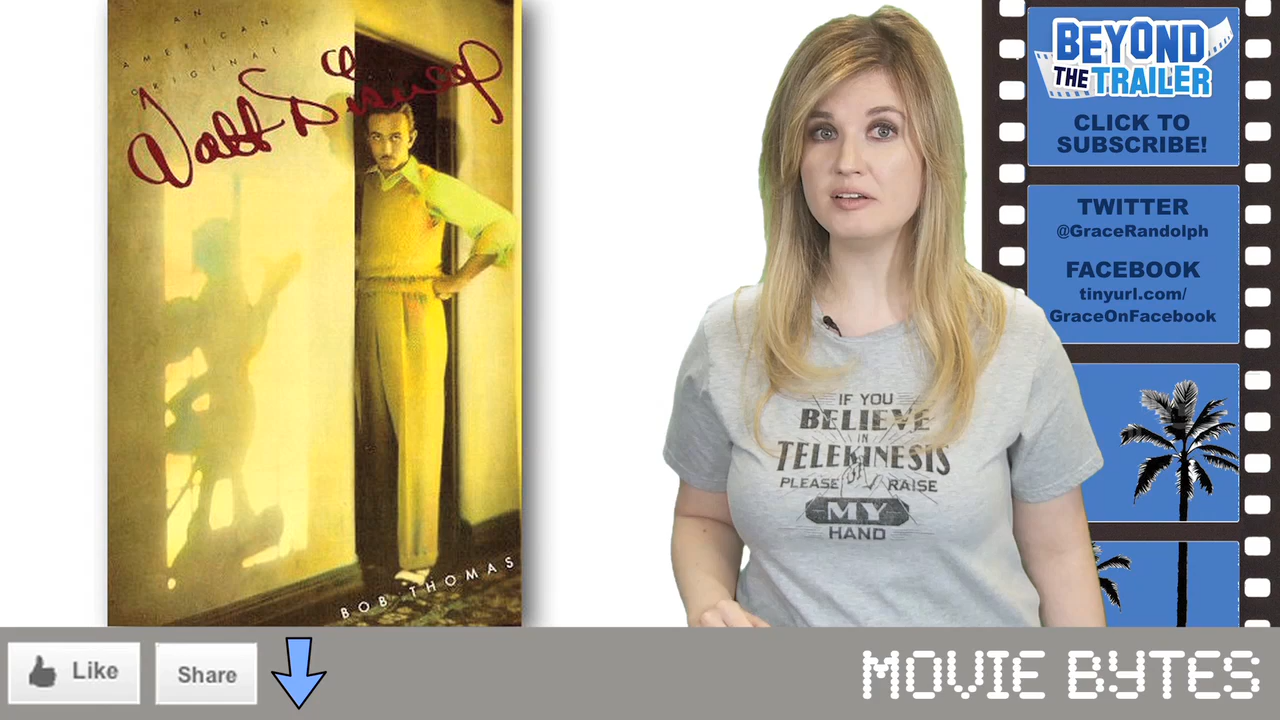 AN
AMERICAN
ORIGINAL
Walt Disney
BOB THOMAS
BEYOND
THE TRAILER
CLICK TO
SUBSCRIBE!
TWITTER
@GraceRandolph
FACEBOOK
tinyurl.com/
GraceOnFacebook
IF YOU
BELIEVE
IN
TELEKINESIS
PLEASE RAISE
MY
HAND
Like
Share
MOVIE BYTES